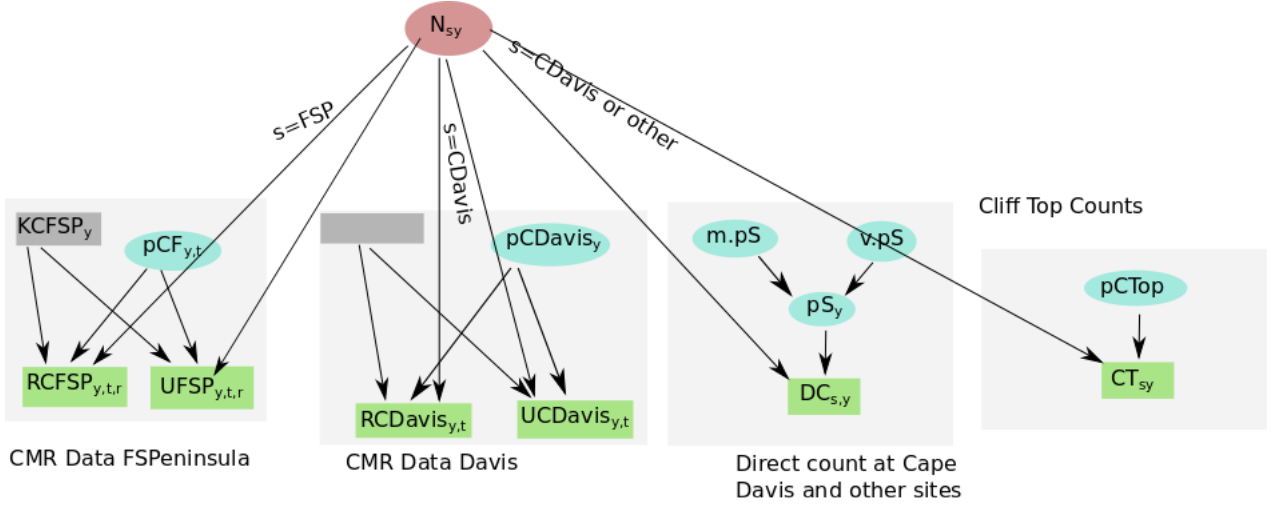 N_sy
s=FSP
s=CDavis
s=CDavis or other
KCFSP_y
pCF_y,t
RCFSP_y,t,r
UFSP_y,t,r
CMR Data FSPeninsula
pCDavis_y
RCDavis_y,t
UCDavis_y,t
CMR Data Davis
m.pS
v.pS
pS_y
DC_s,y
Direct count at Cape
Davis and other sites
Cliff Top Counts
pCTop
CT_sy